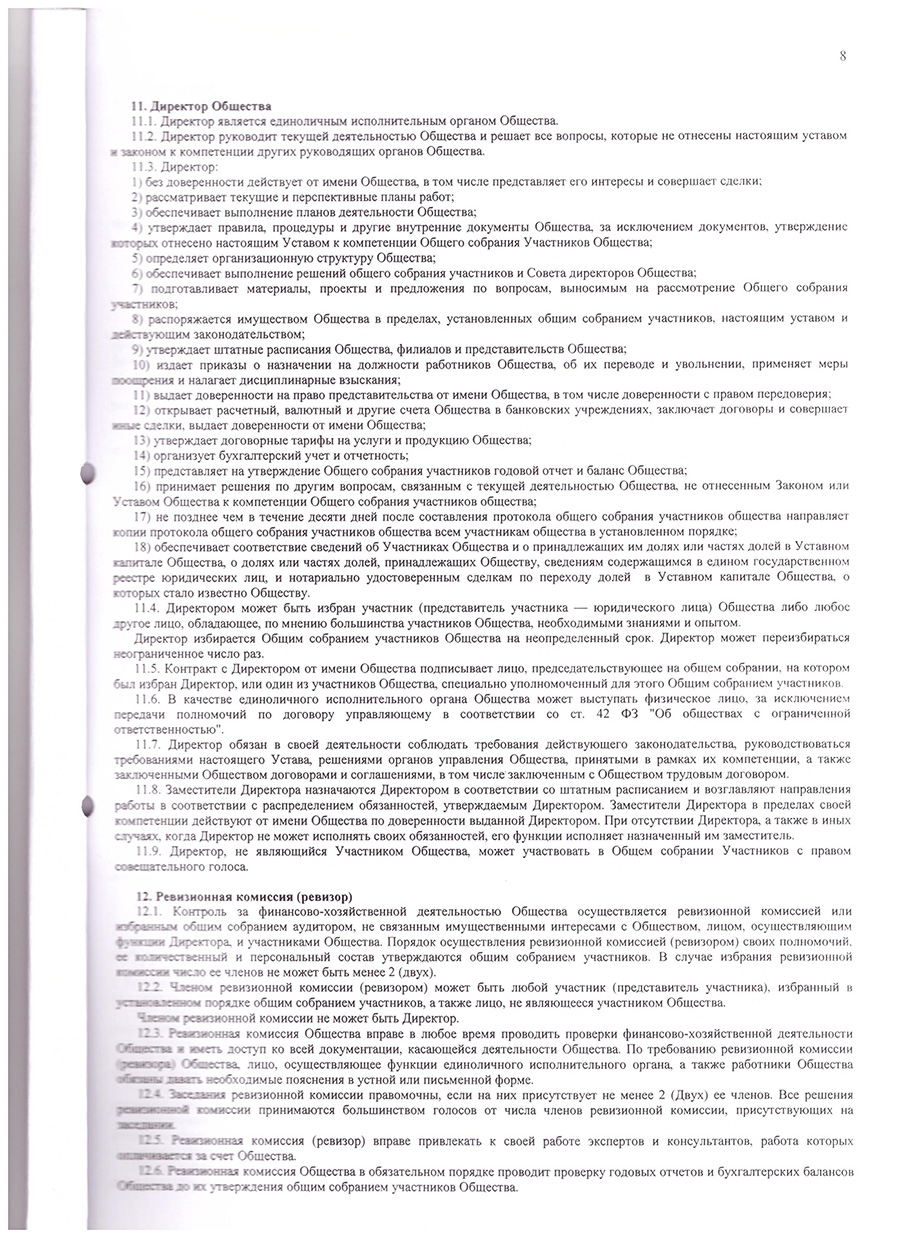 8
11. Директор Общества
11.1. Директор является единоличным исполнительным органом Общества.
11.2. Директор руководит текущей деятельностью Общества и решает все вопросы, которые не отнесены настоящим уставом
и законом к компетенции других руководящих органов Общества.
11.3. Директор:
1) без доверенности действует от имени Общества, в том числе представляет его интересы и совершает сделки;
2) рассматривает текущие и перспективные планы работ;
3) обеспечивает выполнение планов деятельности Общества;
4) утверждает правила, процедуры и другие внутренние документы Общества, за исключением документов, утверждение
которых отнесено настоящим Уставом к компетенции Общего собрания Участников Общества;
5) определяет организационную структуру Общества;
6) обеспечивает выполнение решений общего собрания участников и Совета директоров Общества;
7) подготавливает материалы, проекты и предложения по вопросам, выносимым на рассмотрение Общего собрания
участников;
8) распоряжается имуществом Общества в пределах, установленных общим собранием участников, настоящим уставом и
действующим законодательством;
9) утверждает штатные расписания Общества, филиалов и представительств Общества;
10) издает приказы о назначении на должности работников Общества, об их переводе и увольнении, применяет меры
поощрения и налагает дисциплинарные взыскания;
11) выдает доверенности на право представительства от имени Общества, в том числе доверенности с правом передоверия;
12) открывает расчетный, валютный и другие счета Общества в банковских учреждениях, заключает договоры и совершает
иные сделки, выдает доверенности от имени Общества;
13) утверждает договорные тарифы на услуги и продукцию Общества;
14) организует бухгалтерский учет и отчетность;
15) представляет на утверждение Общего собрания участников годовой отчет и баланс Общества;
16) принимает решения по другим вопросам, связанным с текущей деятельностью Общества, не отнесенным Законом или
Уставом Общества к компетенции Общего собрания участников общества;
17) не позднее чем в течение десяти дней после составления протокола общего собрания участников общества направляет
копии протокола общего собрания участников общества всем участникам общества в установленном порядке;
18) обеспечивает соответствие сведений об Участниках Общества и о принадлежащих им долях или частях долей в Уставном
капитале Общества, о долях или частях долей, принадлежащих Обществу, сведениям содержащимся в едином государственном
реестре юридических лиц, и нотариально удостоверенным сделкам по переходу долей в Уставном капитале Общества, о
которых стало известно Обществу.
11.4. Директором может быть избран участник (представитель участника — юридического лица) Общества либо любое
другое лицо, обладающее, по мнению большинства участников Общества, необходимыми знаниями и опытом.
Директор избирается Общим собранием участников Общества на неопределенный срок. Директор может переизбираться
неограниченное число раз.
11.5. Контракт с Директором от имени Общества подписывает лицо, председательствующее на общем собрании, на котором
был избран Директор, или один из участников Общества, специально уполномоченный для этого Общим собранием участников.
11.6. В качестве единоличного исполнительного органа Общества может выступать физическое лицо, за исключением
передачи полномочий по договору управляющему в соответствии со ст. 42 ФЗ "Об обществах с ограниченной
ответственностью".
11.7. Директор обязан в своей деятельности соблюдать требования действующего законодательства, руководствоваться
требованиями настоящего Устава, решениями органов управления Общества, принятыми в рамках их компетенции, а также
заключенными Обществом договорами и соглашениями, в том числе заключенным с Обществом трудовым договором.
11.8. Заместители Директора назначаются Директором в соответствии со штатным расписанием и возглавляют направления
работы в соответствии с распределением обязанностей, утверждаемым Директором. Заместители Директора в пределах своей
компетенции действуют от имени Общества по доверенности выданной Директором. При отсутствии Директора, а также в иных
случаях, когда Директор не может исполнять своих обязанностей, его функции исполняет назначенный им заместитель.
11.9. Директор, не являющийся Участником Общества, может участвовать в Общем собрании Участников с правом
совещательного голоса.
12. Ревизионная комиссия (ревизор)
12.1. Контроль за финансово-хозяйственной деятельностью Общества осуществляется ревизионной комиссией или
избранным общим собранием аудитором, не связанным имущественными интересами с Обществом, лицом, осуществляющим
функции Директора, и участниками Общества. Порядок осуществления ревизионной комиссией (ревизором) своих полномочий,
ее количественный и персональный состав утверждаются общим собранием участников. В случае избрания ревизионной
комиссии число ее членов не может быть менее 2 (двух).
12.2. Членом ревизионной комиссии (ревизором) может быть любой участник (представитель участника), избранный в
установленном порядке общим собранием участников, а также лицо, не являющееся участником Общества.
Членом ревизионной комиссии не может быть Директор.
12.3. Ревизионная комиссия Общества вправе в любое время проводить проверки финансово-хозяйственной деятельности
Общества и иметь доступ ко всей документации, касающейся деятельности Общества. По требованию ревизионной комиссии
(ревизора) Общества, лицо, осуществляющее функции единоличного исполнительного органа, а также работники Общества
обязаны давать необходимые пояснения в устной или письменной форме.
12.4. Заседания ревизионной комиссии правомочны, если на них присутствует не менее 2 (Двух) ее членов. Все решения
ревизионной комиссии принимаются большинством голосов от числа членов ревизионной комиссии, присутствующих на
заседании.
12.5. Ревизионная комиссия (ревизор) вправе привлекать к своей работе экспертов и консультантов, работа которых
оплачивается за счет Общества.
12.6. Ревизионная комиссия Общества в обязательном порядке проводит проверку годовых отчетов и бухгалтерских балансов
Общества до их утверждения общим собранием участников Общества.